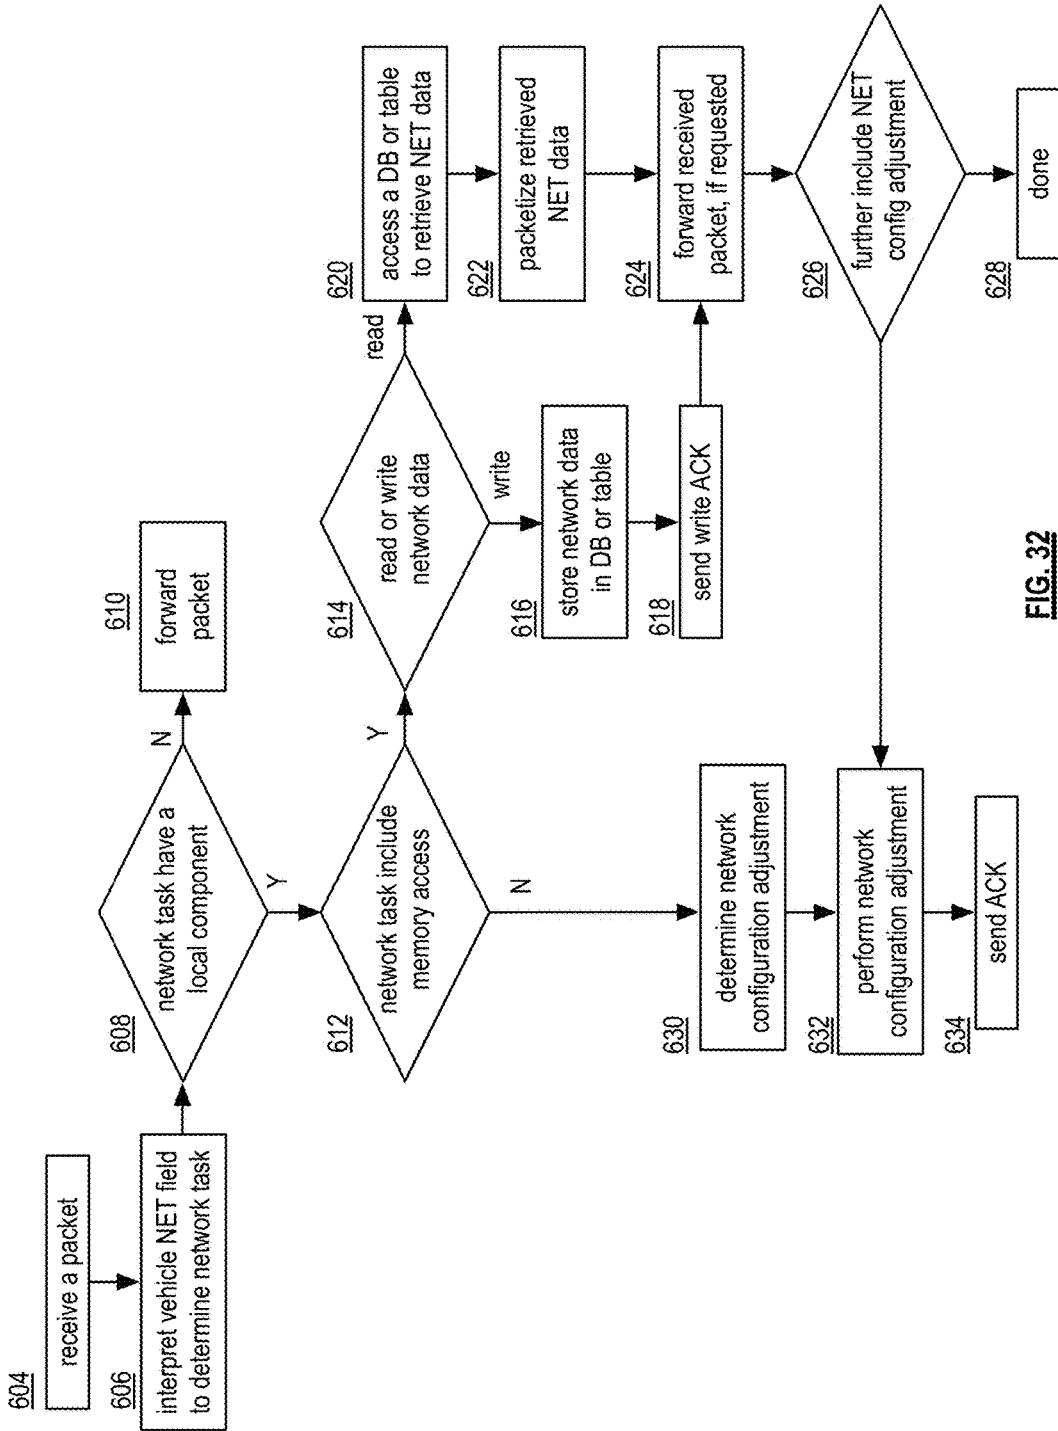 604
receive a packet
606
interpret vehicle NET field
to determine network task
608
network task have a
local component
N
610
forward
packet
Y
612
network task include
memory access
Y
614
read or write
network data
read
620
access a DB or table
to retrieve NET data
622
packetize retrieved
NET data
write
616
store network data
in DB or table
618
send write ACK
624
forward received
packet, if requested
626
further include NET
config adjustment
628
done
N
630
determine network
configuration adjustment
632
perform network
configuration adjustment
634
send ACK
FIG. 32